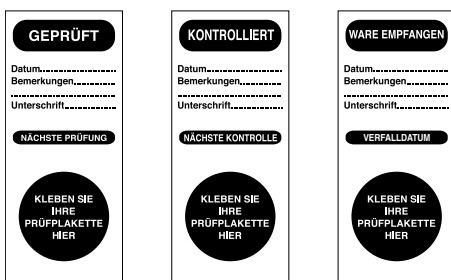 GEPRÜFT
Datum
Bemerkungen
Unterschrift
NÄCHSTE PRÜFUNG
KLEBEN SIE
IHRE
PRÜFPLAKETTE
HIER
KONTROLLIERT
Datum
Bemerkungen
Unterschrift
NÄCHSTE KONTROLLE
KLEBEN SIE
IHRE
PRÜFPLAKETTE
HIER
WARE EMPFANGEN
Datum
Bemerkungen
Unterschrift
VERFALLDATUM
KLEBEN SIE
IHRE
PRÜFPLAKETTE
HIER